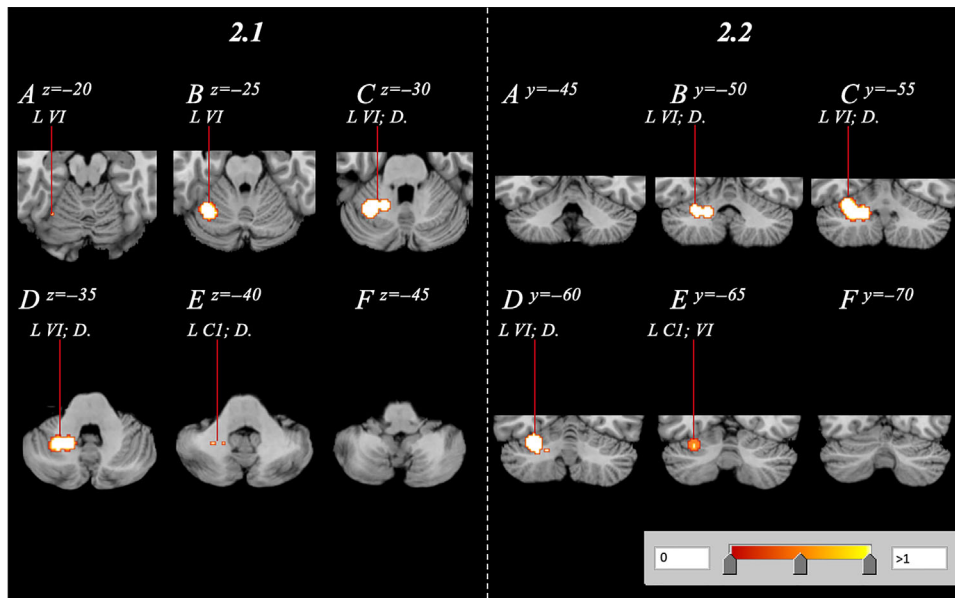 2.1
A z=−20
L VI
B z=−25
L VI
C z=−30
L VI; D.
D z=−35
L VI; D.
E z=−40
L C1; D.
F z=−45
2.2
A y=−45
B y=−50
L VI; D.
C y=−55
L VI; D.
D y=−60
L VI; D.
E y=−65
L C1; VI
F y=−70
0
>1